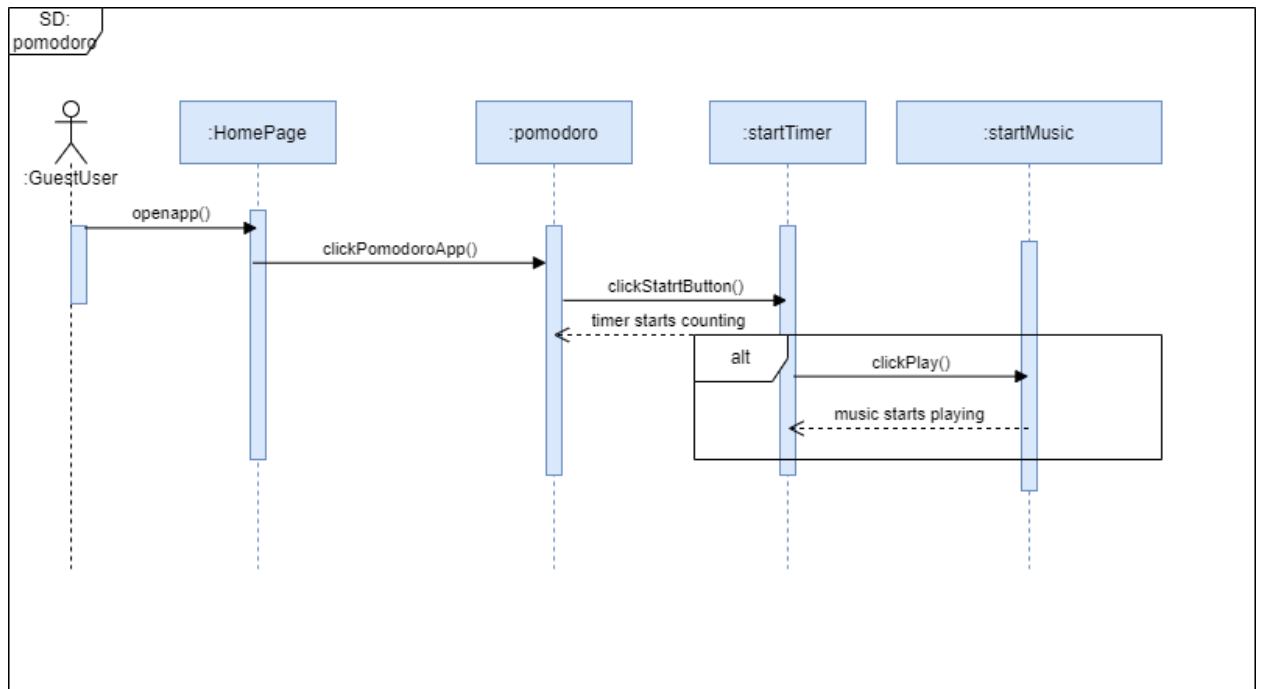 SD:
pomodoro
:GuestUser
:HomePage
:pomodoro
:startTimer
:startMusic
openapp()
clickPomodoroApp()
clickStatrtButton()
timer starts counting
alt
clickPlay()
music starts playing